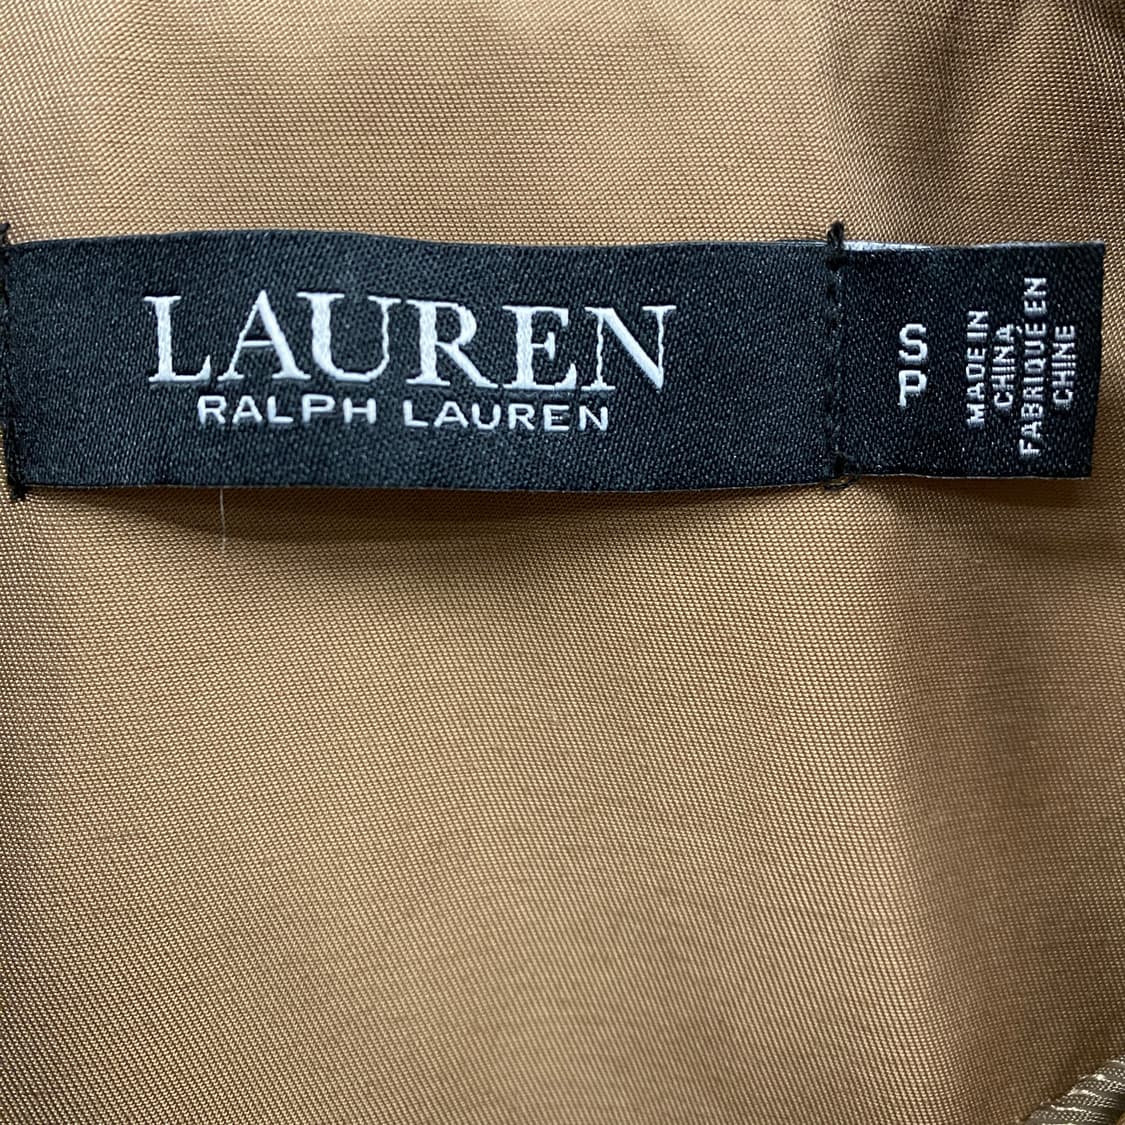 LAUREN
RALPH LAUREN
S
P
MADE IN
CHINA
FABRIQUÉ EN
CHINE